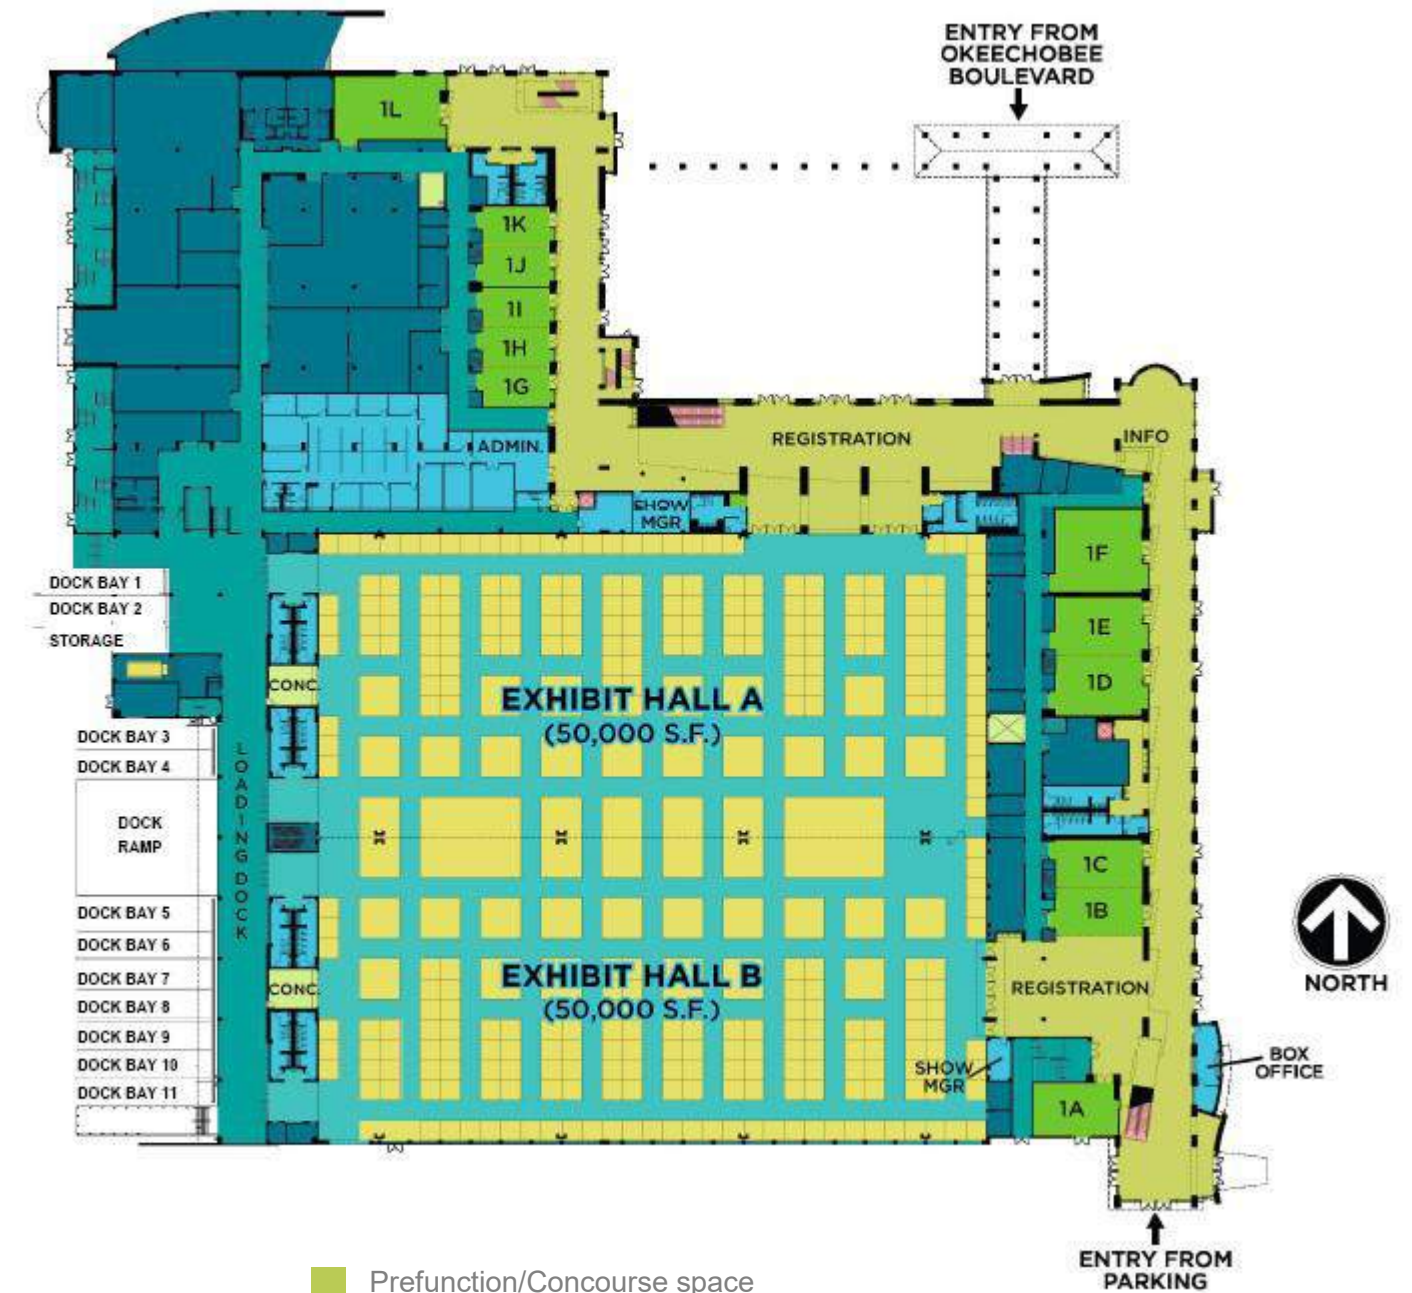 ENTRY FROM
OKEECHOBEE
BOULEVARD
1L
1K
1J
1I
1H
1G
ADMIN.
REGISTRATION
INFO
SHOW
MGR
1F
1E
1D
1C
1B
DOCK BAY 1
DOCK BAY 2
STORAGE
CONC
EXHIBIT HALL A
(50,000 S.F.)
DOCK BAY 3
DOCK BAY 4
LOADING DOCK
DOCK
RAMP
DOCK BAY 5
DOCK BAY 6
DOCK BAY 7
DOCK BAY 8
DOCK BAY 9
DOCK BAY 10
DOCK BAY 11
CONC
EXHIBIT HALL B
(50,000 S.F.)
REGISTRATION
SHOW
MGR
1A
BOX
OFFICE
NORTH
ENTRY FROM
PARKING
Prefunction/Concourse space